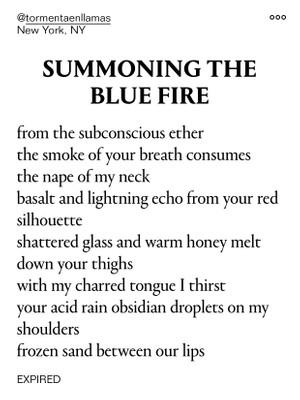 @tormentaenllamas
New York, NY
SUMMONING THE
BLUE FIRE
from the subconscious ether
the smoke of your breath consumes
the nape of my neck
basalt and lightning echo from your red
silhouette
shattered glass and warm honey melt
down your thighs
with my charred tongue I thirst
your acid rain obsidian droplets on my
shoulders
frozen sand between our lips
EXPIRED